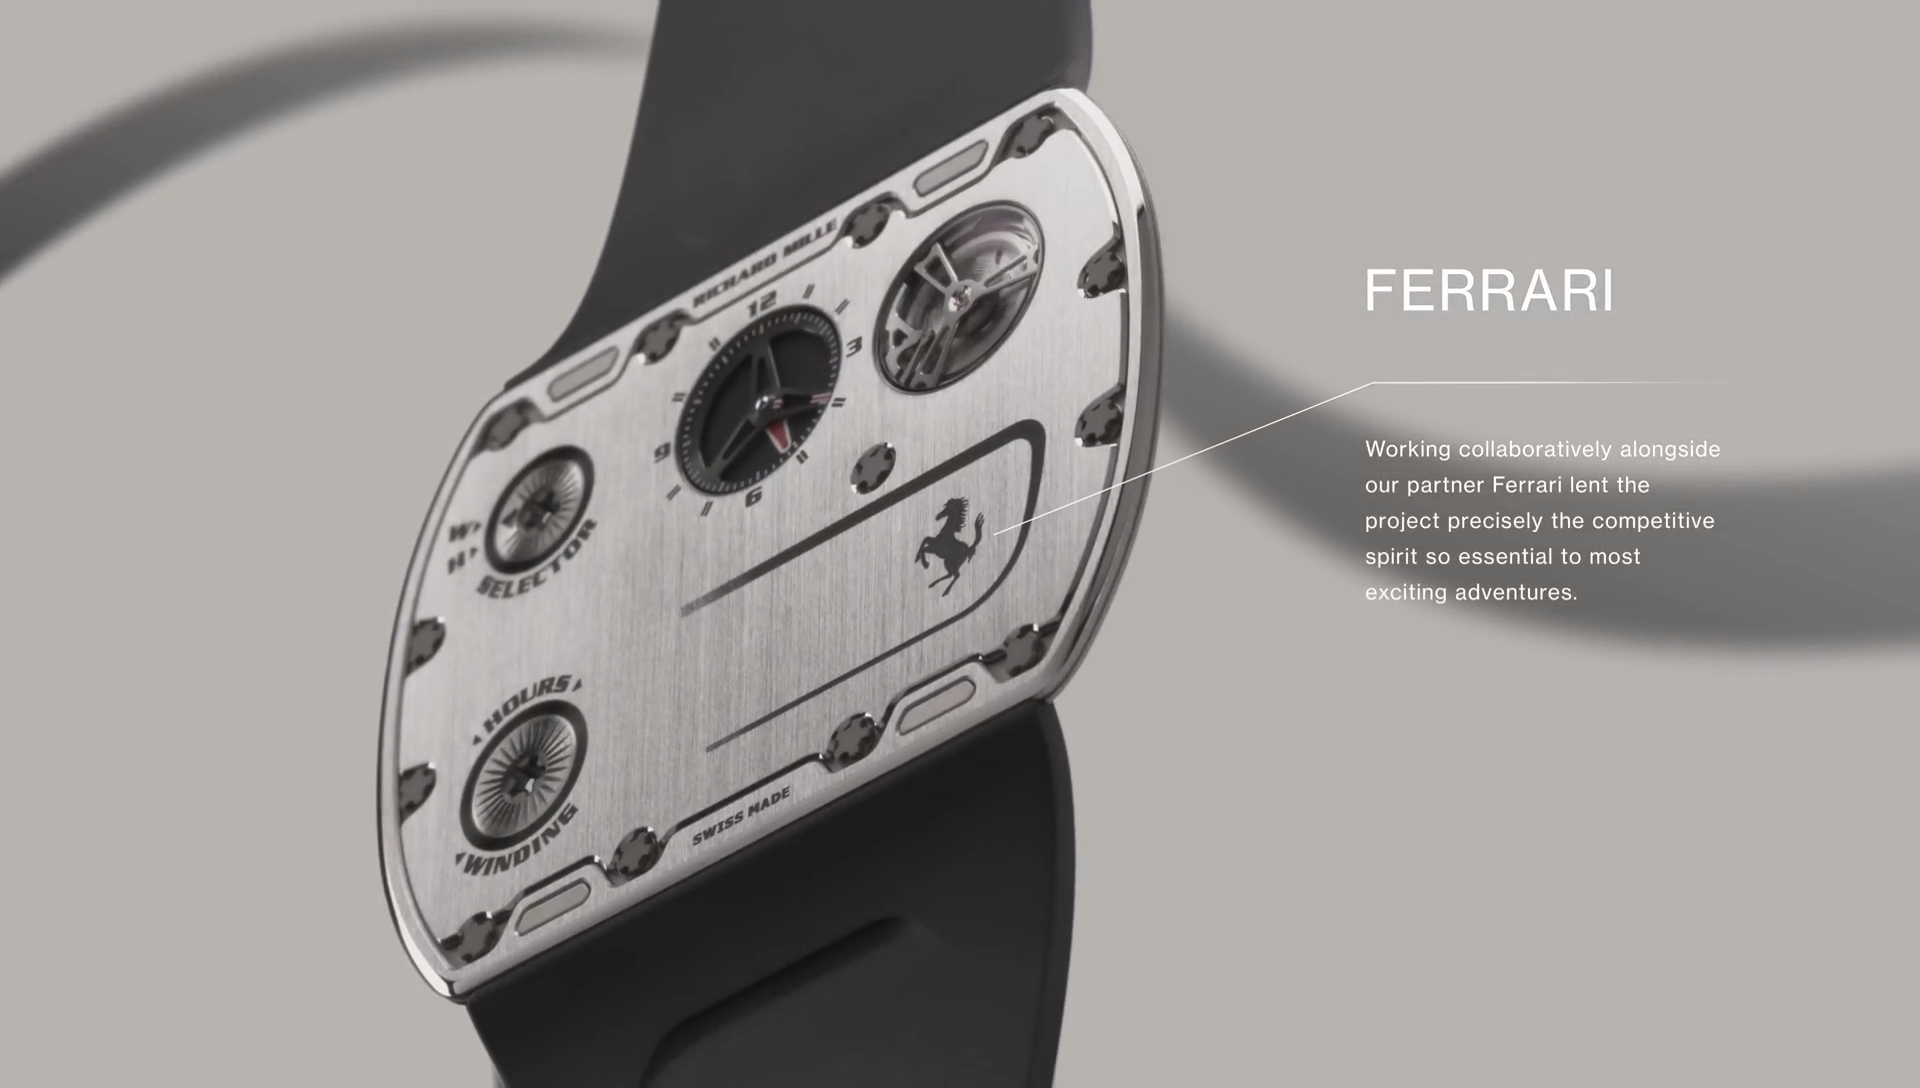 RICHARD MILLE
12
3
6
9
W
H
SELECTOR
HOURS
WINDING
SWISS MADE
FERRARI
Working collaboratively alongside
our partner Ferrari lent the
project precisely the competitive
spirit so essential to most
exciting adventures.